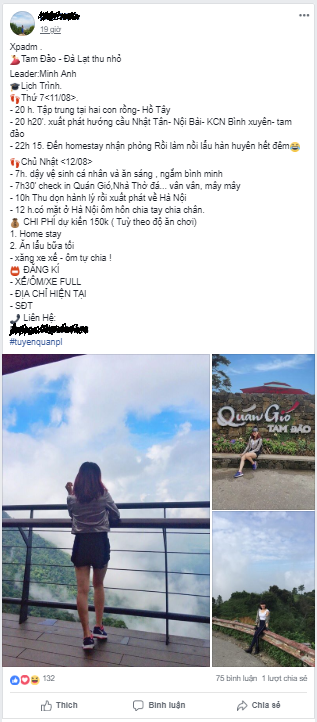 19 giờ
Xpadm .
Tam Đảo - Đà Lạt thu nhỏ
Leader:Minh Anh
Lịch Trình.
Thứ 7<11/08>.
- 20 h. Tập trung tại hai con rồng- Hồ Tây
- 20 h20'. xuất phát hướng cầu Nhật Tân- Nội Bài- KCN Bình xuyên- tam
đảo
- 22h 15. Đến homestay nhận phòng Rồi làm nồi lẩu hàn huyên hết đêm
Chủ Nhật <12/08>
- 7h. dậy vệ sinh cá nhân và ăn sáng , ngắm bình minh
- 7h30' check in Quán Gió,Nhà Thờ đá... vân vân, mây mây
- 10h Thu dọn hành lý rồi xuất phát về Hà Nội
- 12 h.có mặt ở Hà Nội ôm hôn chia tay chia chân.
CHI PHÍ dự kiến 150k ( Tuỳ theo độ ăn chơi)
1. Home stay
2. Ăn lẩu bữa tối
- xăng xe xế - ôm tự chia !
ĐĂNG KÍ
- XẾ/ÔM/XE FULL
- ĐỊA CHỈ HIỆN TẠI
- SĐT
Liên Hệ:
#tuyenquanpl
Quán Gió
TAM ĐẢO
132
75 bình luận 1 lượt chia sẻ
Thích Bình luận Chia sẻ